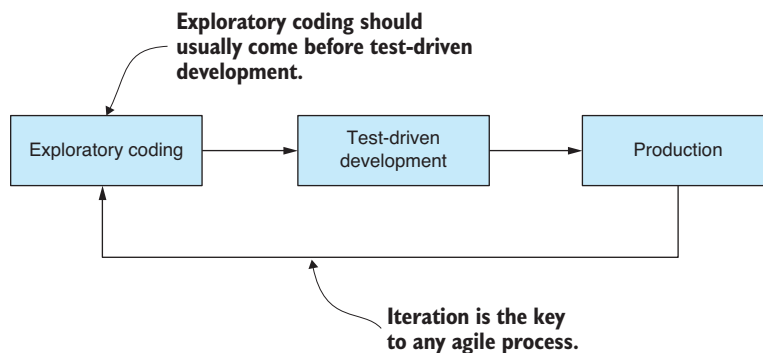 Exploratory coding should
usually come before test-driven
development.
Exploratory coding
Test-driven
development
Production
Iteration is the key
to any agile process.